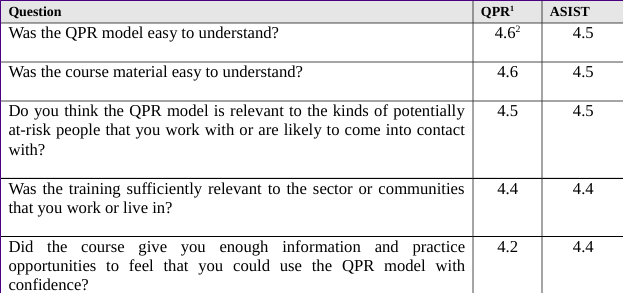 Question QPR¹ ASIST
Was the QPR model easy to understand? 4.6² 4.5
Was the course material easy to understand? 4.6 4.5
Do you think the QPR model is relevant to the kinds of potentially 4.5 4.5
at-risk people that you work with or are likely to come into contact
with?
Was the training sufficiently relevant to the sector or communities 4.4 4.4
that you work or live in?
Did the course give you enough information and practice 4.2 4.4
opportunities to feel that you could use the QPR model with
confidence?